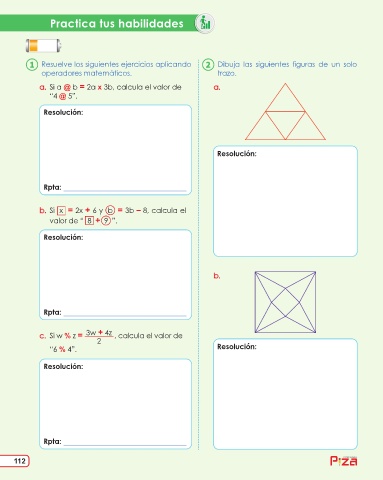 Practica tus habilidades
1 Resuelve los siguientes ejercicios aplicando
operadores matemáticos.
a. Si a @ b = 2a x 3b, calcula el valor de
"4 @ 5".
Resolución:
Rpta:
b. Si x = 2x + 6 y b = 3b – 8, calcula el
valor de " 8 + 9 ".
Resolución:
Rpta:
c. Si w % z = 3w + 4z / 2, calcula el valor de
"6 % 4".
Resolución:
Rpta:
2 Dibuja las siguientes figuras de un solo
trazo.
a.
Resolución:
b.
Resolución:
112
Piza